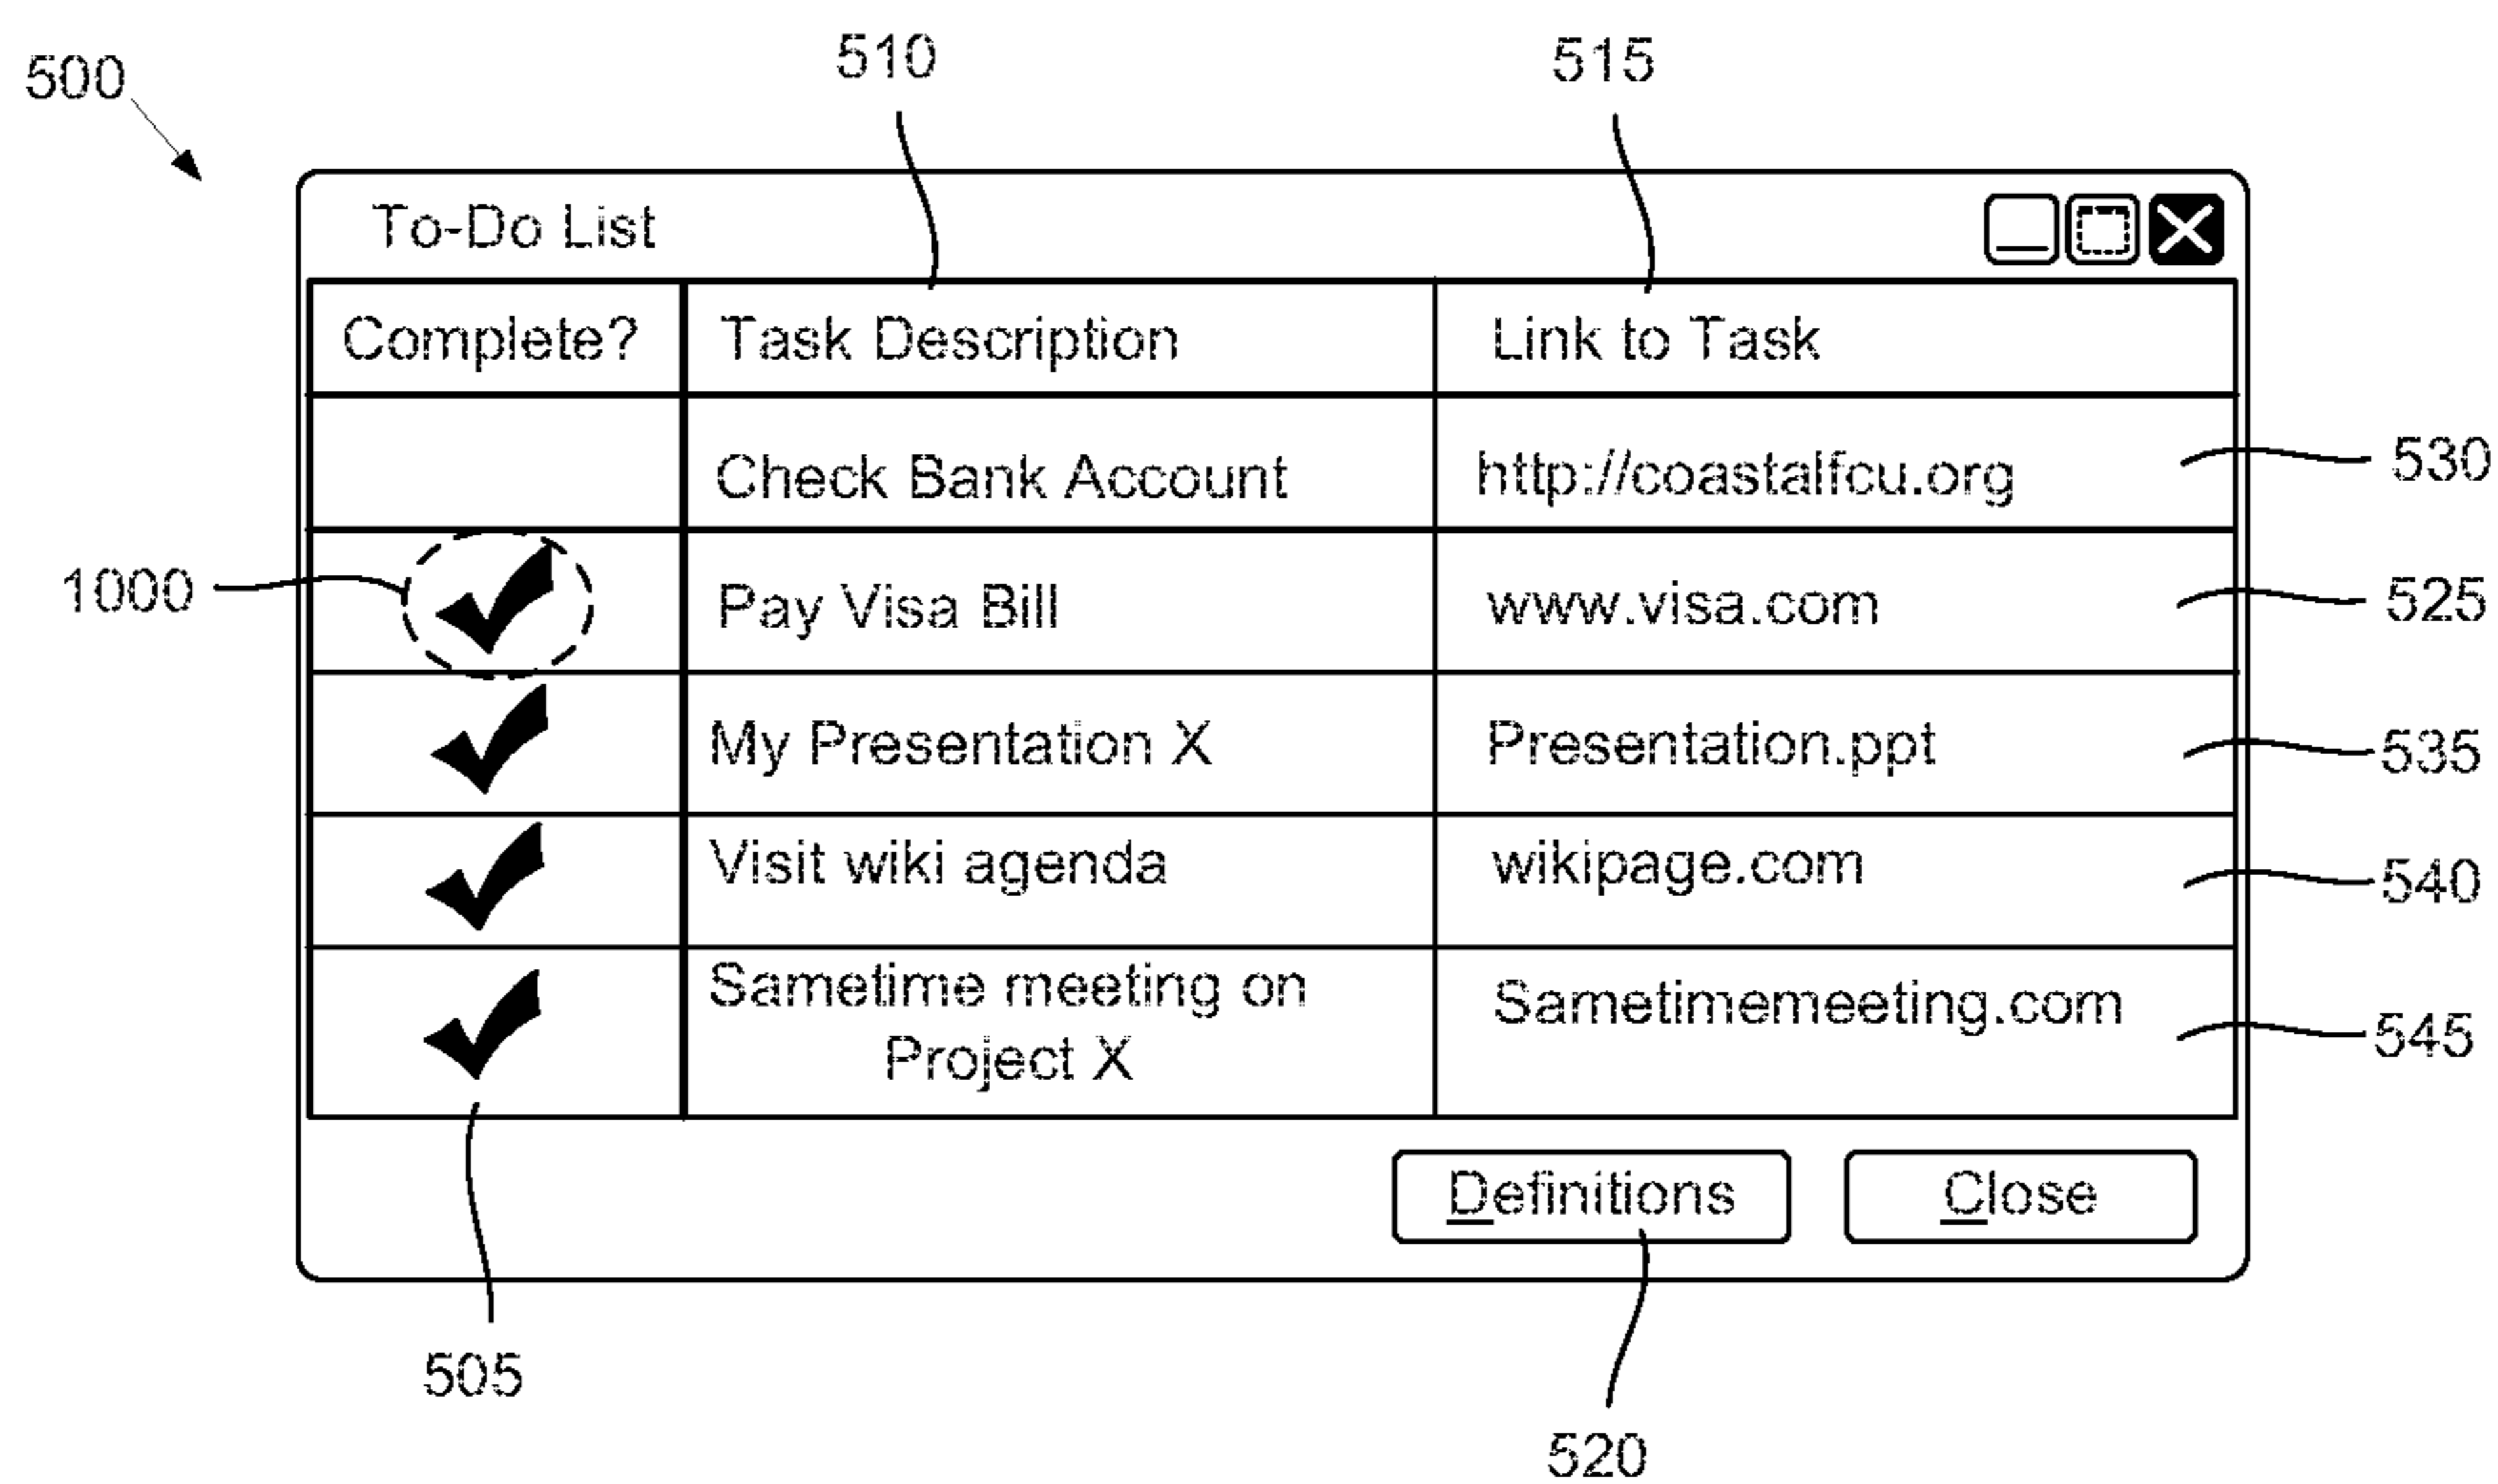 500
510
515
To-Do List
Complete? Task Description Link to Task
Check Bank Account http://coastalfcu.org 530
1000 Pay Visa Bill www.visa.com 525
My Presentation X Presentation.ppt 535
Visit wiki agenda wikipage.com 540
Sametime meeting on
Project X Sametimemeeting.com 545
Definitions Close
505
520